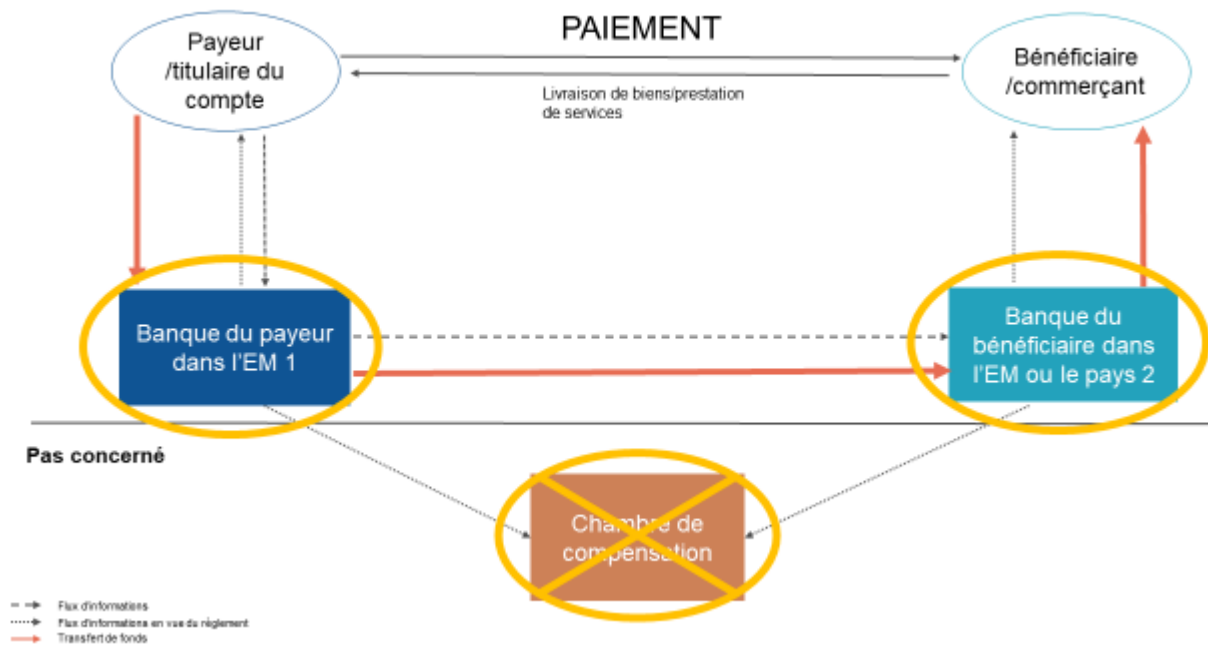 PAIEMENT
Payeur
/titulaire du
compte
Bénéficiaire
/commerçant
Livraison de biens/prestation
de services
Banque du payeur
dans l'EM 1
Banque du
bénéficiaire dans
l'EM ou le pays 2
Pas concerné
Chambre de
compensation
Flux d'informations
Flux d'informations en vue du règlement
Transfert de fonds